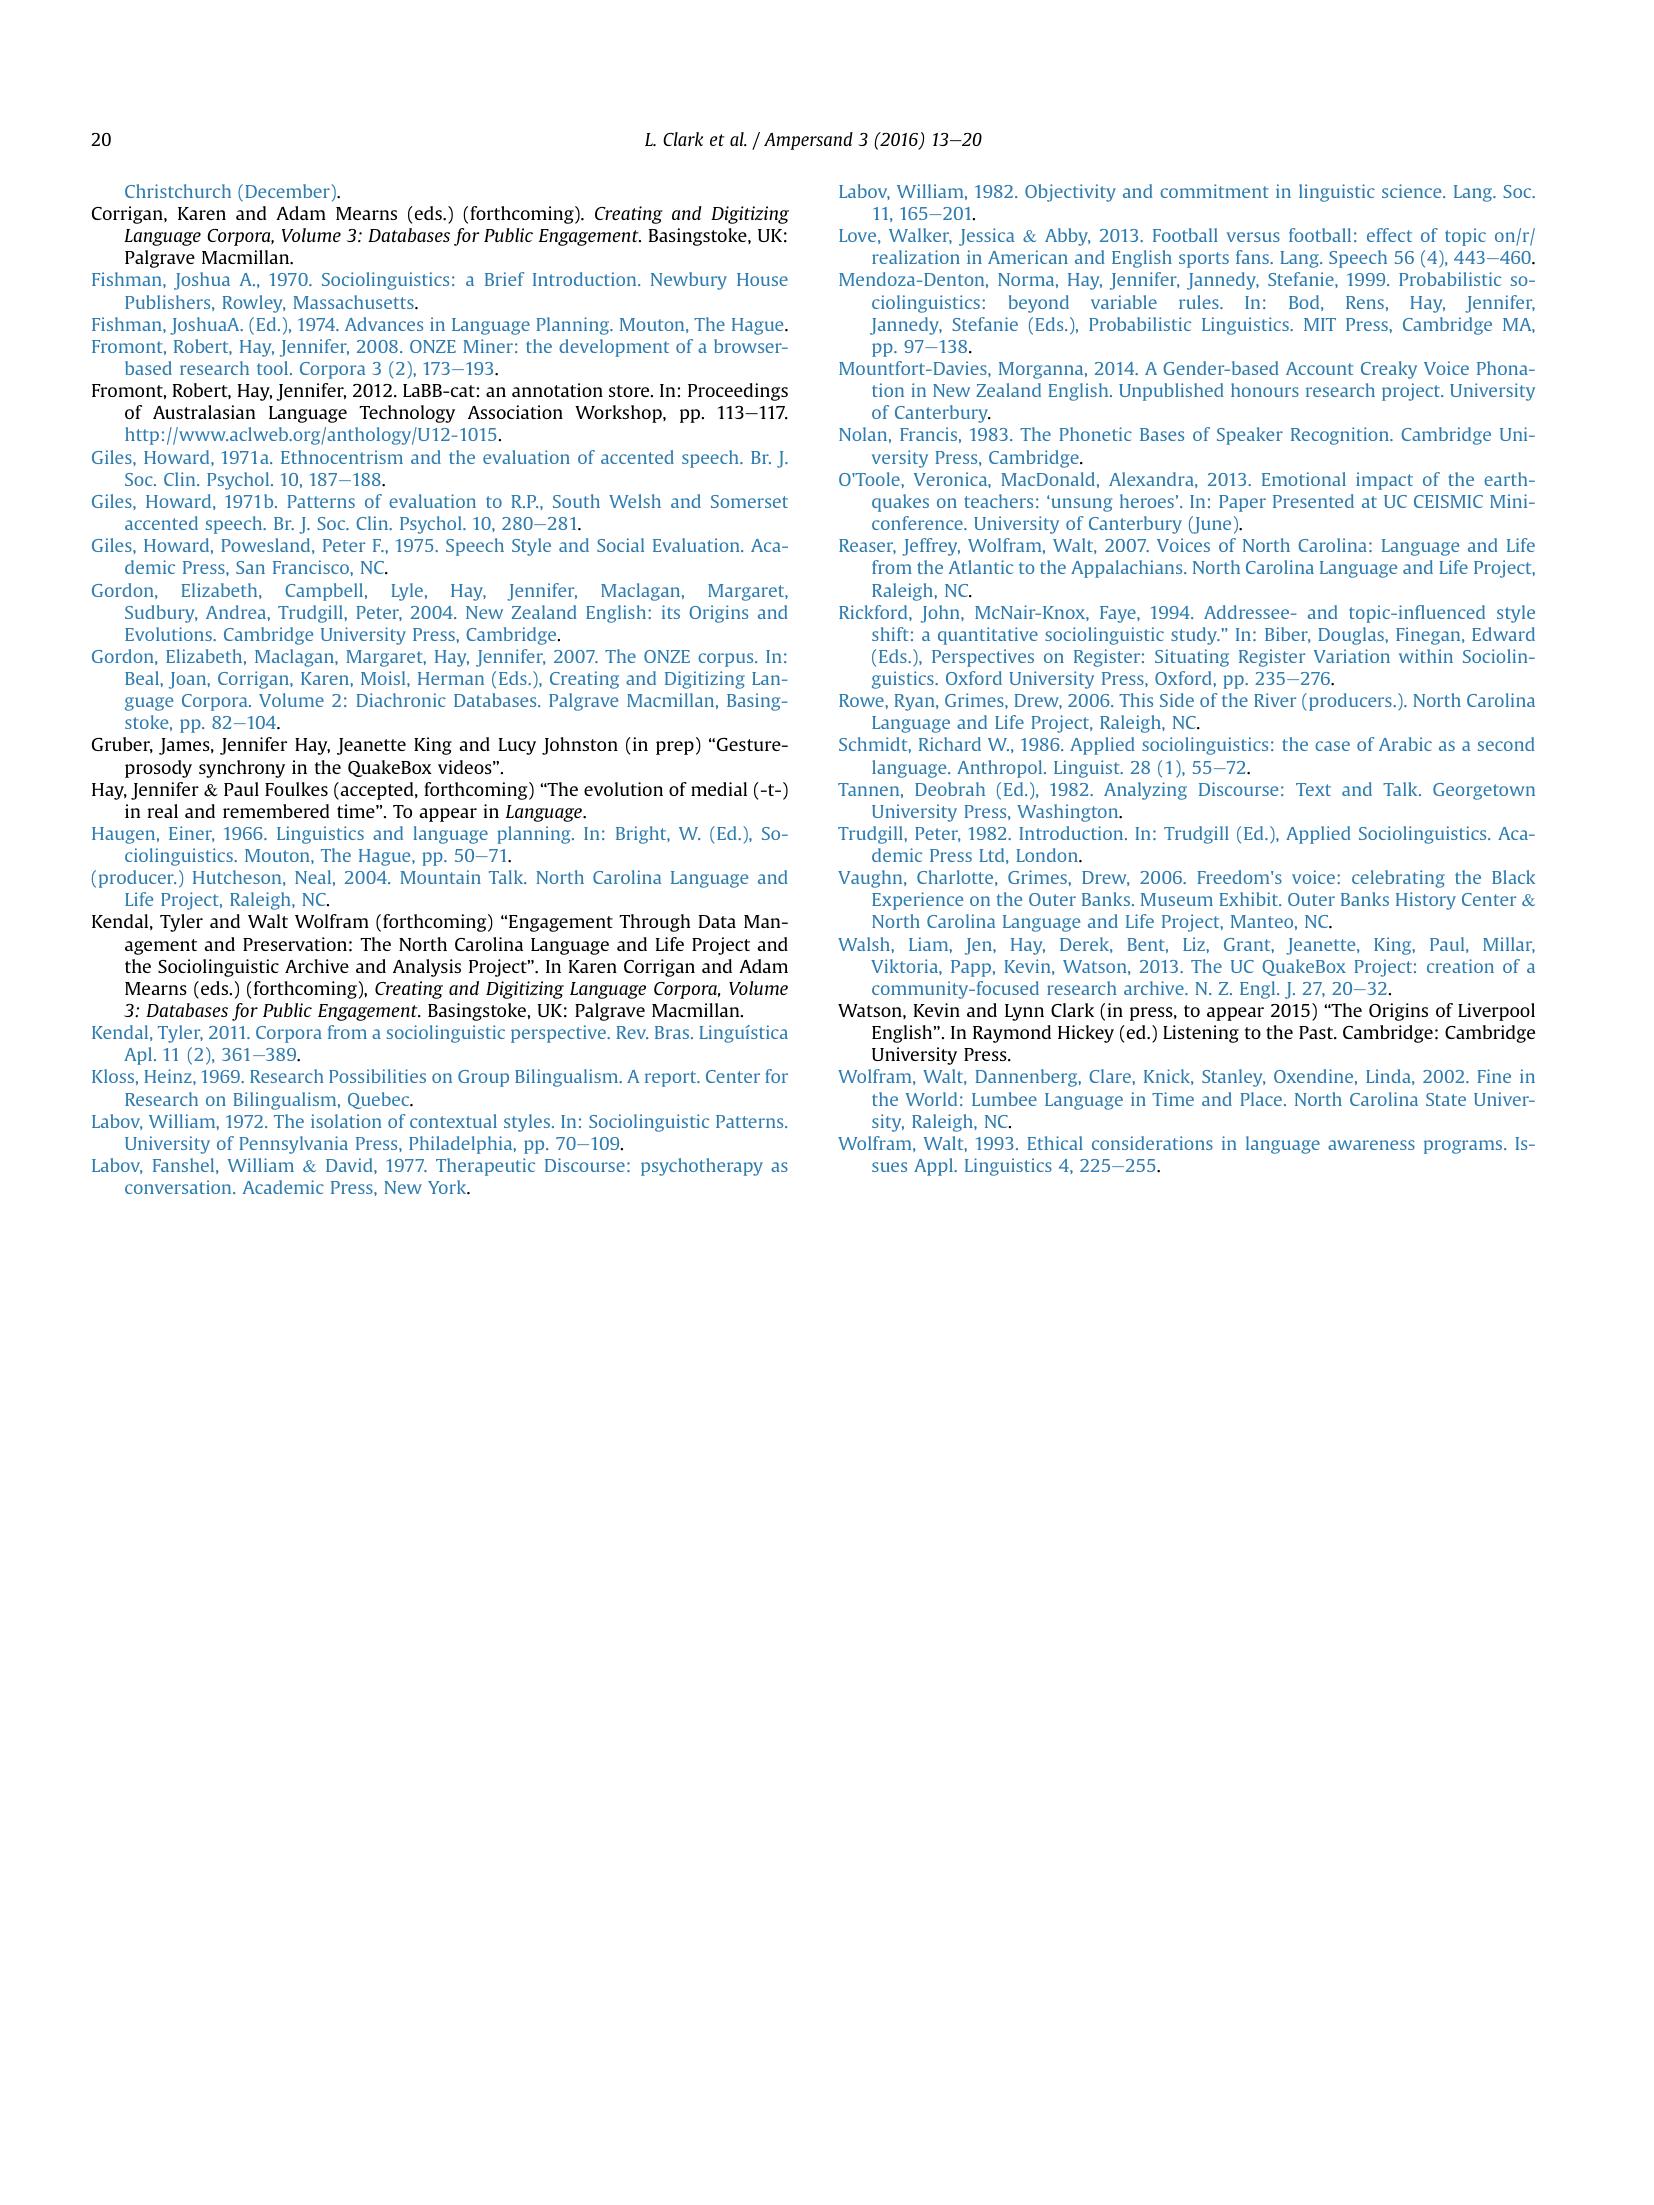 20
L. Clark et al. / Ampersand 3 (2016) 13–20
Christchurch (December).
Corrigan, Karen and Adam Mearns (eds.) (forthcoming). Creating and Digitizing
Language Corpora, Volume 3: Databases for Public Engagement. Basingstoke, UK:
Palgrave Macmillan.
Fishman, Joshua A., 1970. Sociolinguistics: a Brief Introduction. Newbury House
Publishers, Rowley, Massachusetts.
Fishman, JoshuaA. (Ed.), 1974. Advances in Language Planning. Mouton, The Hague.
Fromont, Robert, Hay, Jennifer, 2008. ONZE Miner: the development of a browser-
based research tool. Corpora 3 (2), 173–193.
Fromont, Robert, Hay, Jennifer, 2012. LaBB-cat: an annotation store. In: Proceedings
of Australasian Language Technology Association Workshop, pp. 113–117.
http://www.aclweb.org/anthology/U12-1015.
Giles, Howard, 1971a. Ethnocentrism and the evaluation of accented speech. Br. J.
Soc. Clin. Psychol. 10, 187–188.
Giles, Howard, 1971b. Patterns of evaluation to R.P., South Welsh and Somerset
accented speech. Br. J. Soc. Clin. Psychol. 10, 280–281.
Giles, Howard, Powesland, Peter F., 1975. Speech Style and Social Evaluation. Aca-
demic Press, San Francisco, NC.
Gordon, Elizabeth, Campbell, Lyle, Hay, Jennifer, Maclagan, Margaret,
Sudbury, Andrea, Trudgill, Peter, 2004. New Zealand English: its Origins and
Evolutions. Cambridge University Press, Cambridge.
Gordon, Elizabeth, Maclagan, Margaret, Hay, Jennifer, 2007. The ONZE corpus. In:
Beal, Joan, Corrigan, Karen, Moisl, Herman (Eds.), Creating and Digitizing Lan-
guage Corpora. Volume 2: Diachronic Databases. Palgrave Macmillan, Basing-
stoke, pp. 82–104.
Gruber, James, Jennifer Hay, Jeanette King and Lucy Johnston (in prep) “Gesture-
prosody synchrony in the QuakeBox videos”.
Hay, Jennifer & Paul Foulkes (accepted, forthcoming) “The evolution of medial (-t-)
in real and remembered time”. To appear in Language.
Haugen, Einer, 1966. Linguistics and language planning. In: Bright, W. (Ed.), So-
ciolinguistics. Mouton, The Hague, pp. 50–71.
(producer.) Hutcheson, Neal, 2004. Mountain Talk. North Carolina Language and
Life Project, Raleigh, NC.
Kendal, Tyler and Walt Wolfram (forthcoming) “Engagement Through Data Man-
agement and Preservation: The North Carolina Language and Life Project and
the Sociolinguistic Archive and Analysis Project”. In Karen Corrigan and Adam
Mearns (eds.) (forthcoming), Creating and Digitizing Language Corpora, Volume
3: Databases for Public Engagement. Basingstoke, UK: Palgrave Macmillan.
Kendal, Tyler, 2011. Corpora from a sociolinguistic perspective. Rev. Bras. Linguística
Apl. 11 (2), 361–389.
Kloss, Heinz, 1969. Research Possibilities on Group Bilingualism. A report. Center for
Research on Bilingualism, Quebec.
Labov, William, 1972. The isolation of contextual styles. In: Sociolinguistic Patterns.
University of Pennsylvania Press, Philadelphia, pp. 70–109.
Labov, Fanshel, William & David, 1977. Therapeutic Discourse: psychotherapy as
conversation. Academic Press, New York.
Labov, William, 1982. Objectivity and commitment in linguistic science. Lang. Soc.
11, 165–201.
Love, Walker, Jessica & Abby, 2013. Football versus football: effect of topic on/r/
realization in American and English sports fans. Lang. Speech 56 (4), 443–460.
Mendoza-Denton, Norma, Hay, Jennifer, Jannedy, Stefanie, 1999. Probabilistic so-
ciolinguistics: beyond variable rules. In: Bod, Rens, Hay, Jennifer,
Jannedy, Stefanie (Eds.), Probabilistic Linguistics. MIT Press, Cambridge MA,
pp. 97–138.
Mountfort-Davies, Morganna, 2014. A Gender-based Account Creaky Voice Phona-
tion in New Zealand English. Unpublished honours research project. University
of Canterbury.
Nolan, Francis, 1983. The Phonetic Bases of Speaker Recognition. Cambridge Uni-
versity Press, Cambridge.
O'Toole, Veronica, MacDonald, Alexandra, 2013. Emotional impact of the earth-
quakes on teachers: ‘unsung heroes’. In: Paper Presented at UC CEISMIC Mini-
conference. University of Canterbury (June).
Reaser, Jeffrey, Wolfram, Walt, 2007. Voices of North Carolina: Language and Life
from the Atlantic to the Appalachians. North Carolina Language and Life Project,
Raleigh, NC.
Rickford, John, McNair-Knox, Faye, 1994. Addressee- and topic-influenced style
shift: a quantitative sociolinguistic study.” In: Biber, Douglas, Finegan, Edward
(Eds.), Perspectives on Register: Situating Register Variation within Sociolin-
guistics. Oxford University Press, Oxford, pp. 235–276.
Rowe, Ryan, Grimes, Drew, 2006. This Side of the River (producers.). North Carolina
Language and Life Project, Raleigh, NC.
Schmidt, Richard W., 1986. Applied sociolinguistics: the case of Arabic as a second
language. Anthropol. Linguist. 28 (1), 55–72.
Tannen, Deobrah (Ed.), 1982. Analyzing Discourse: Text and Talk. Georgetown
University Press, Washington.
Trudgill, Peter, 1982. Introduction. In: Trudgill (Ed.), Applied Sociolinguistics. Aca-
demic Press Ltd, London.
Vaughn, Charlotte, Grimes, Drew, 2006. Freedom's voice: celebrating the Black
Experience on the Outer Banks. Museum Exhibit. Outer Banks History Center &
North Carolina Language and Life Project, Manteo, NC.
Walsh, Liam, Jen, Hay, Derek, Bent, Liz, Grant, Jeanette, King, Paul, Millar,
Viktoria, Papp, Kevin, Watson, 2013. The UC QuakeBox Project: creation of a
community-focused research archive. N. Z. Engl. J. 27, 20–32.
Watson, Kevin and Lynn Clark (in press, to appear 2015) “The Origins of Liverpool
English”. In Raymond Hickey (ed.) Listening to the Past. Cambridge: Cambridge
University Press.
Wolfram, Walt, Dannenberg, Clare, Knick, Stanley, Oxendine, Linda, 2002. Fine in
the World: Lumbee Language in Time and Place. North Carolina State Univer-
sity, Raleigh, NC.
Wolfram, Walt, 1993. Ethical considerations in language awareness programs. Is-
sues Appl. Linguistics 4, 225–255.